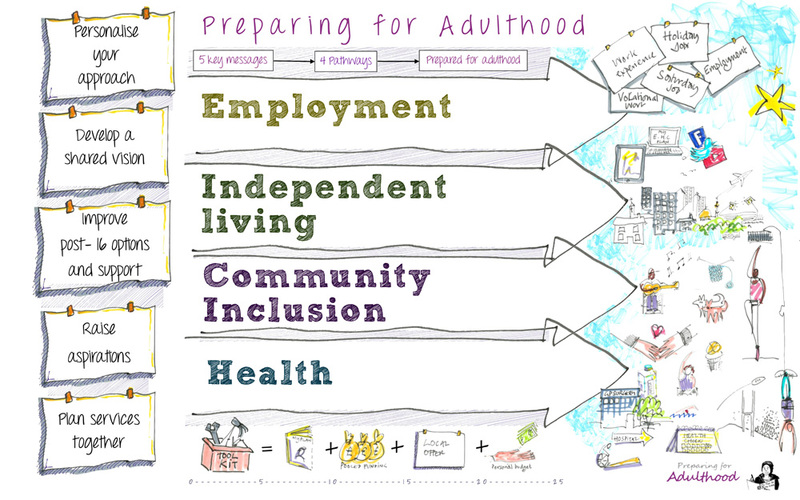 Preparing for Adulthood
5 key messages
4 Pathways
Prepared for adulthood
Personalise
your
approach
Develop a
shared vision
Improve
post-16 options
and support
Raise
aspirations
Plan services
together
Employment
Independent
living
Community
Inclusion
Health
Work
experience
Holiday
Job
Employment
Saturday
Job
Vocational
Work
HOSPITAL
HEALTH
CHECK
TOOL
KIT
=
+
+
LOCAL
OFFER
+
Personal budget
0
5
10
15
20
25
Preparing for
Adulthood